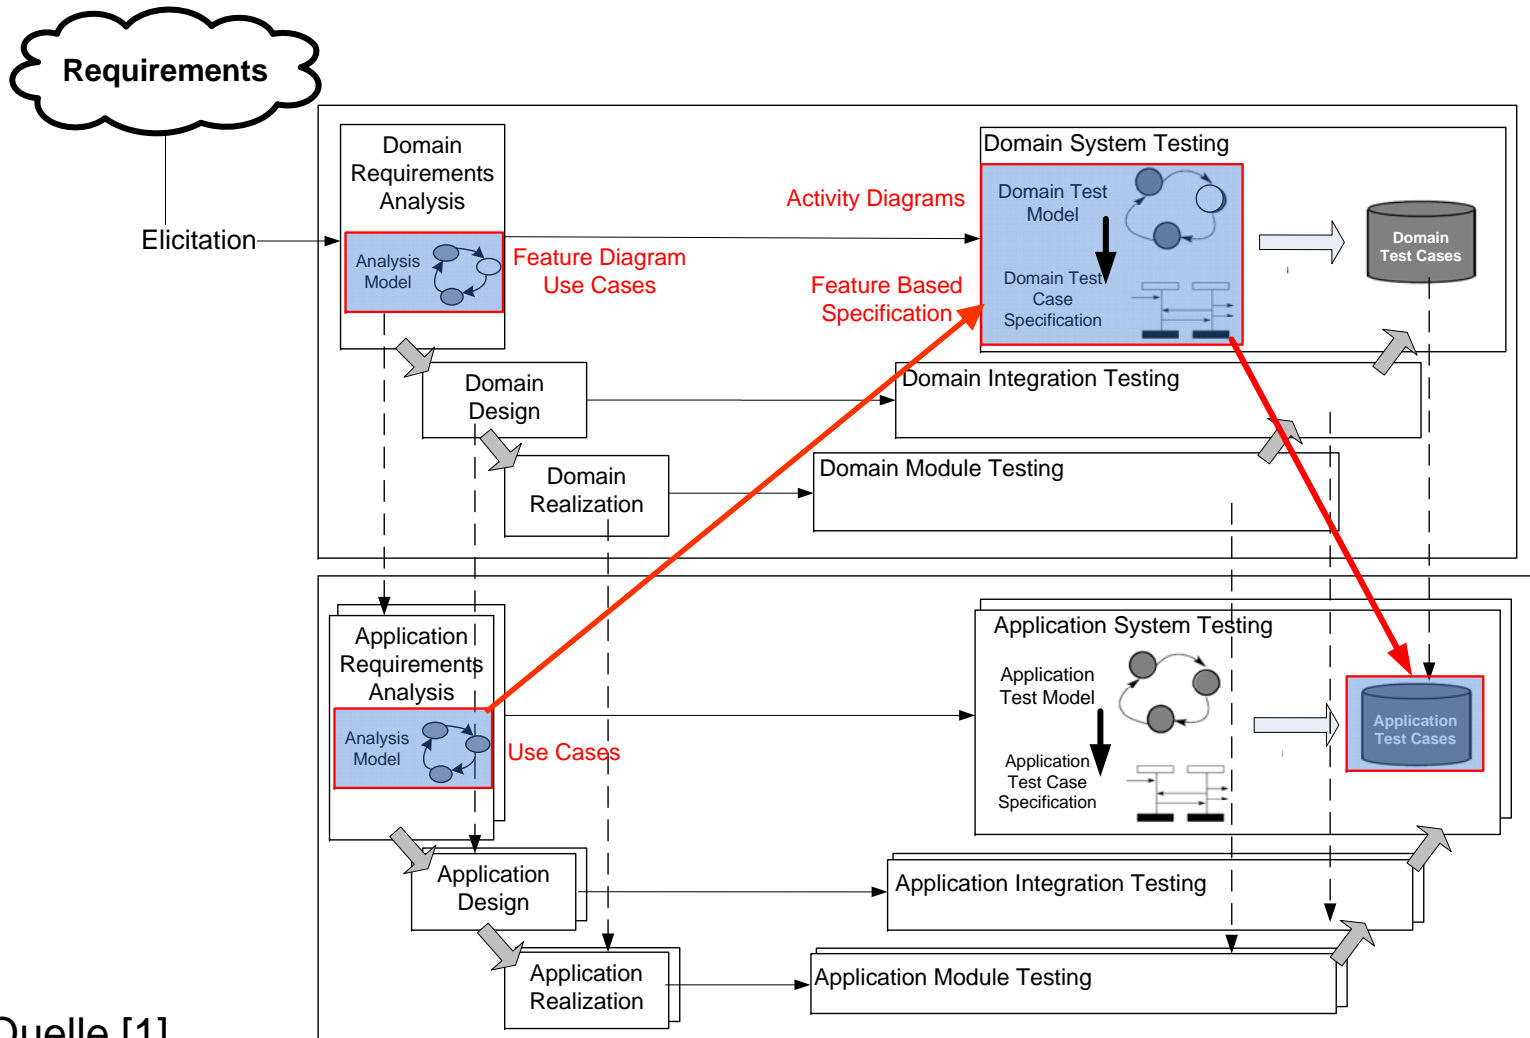 Requirements
Elicitation
Domain
Requirements
Analysis
Analysis
Model
Feature Diagram
Use Cases
Activity Diagrams
Feature Based
Specification
Domain System Testing
Domain Test
Model
Domain Test
Case
Specification
Domain
Test Cases
Domain
Design
Domain Integration Testing
Domain
Realization
Domain Module Testing
Application
Requirements
Analysis
Analysis
Model
Use Cases
Application System Testing
Application
Test Model
Application
Test Case
Specification
Application
Test Cases
Application
Design
Application Integration Testing
Application
Realization
Application Module Testing
Quelle [1]